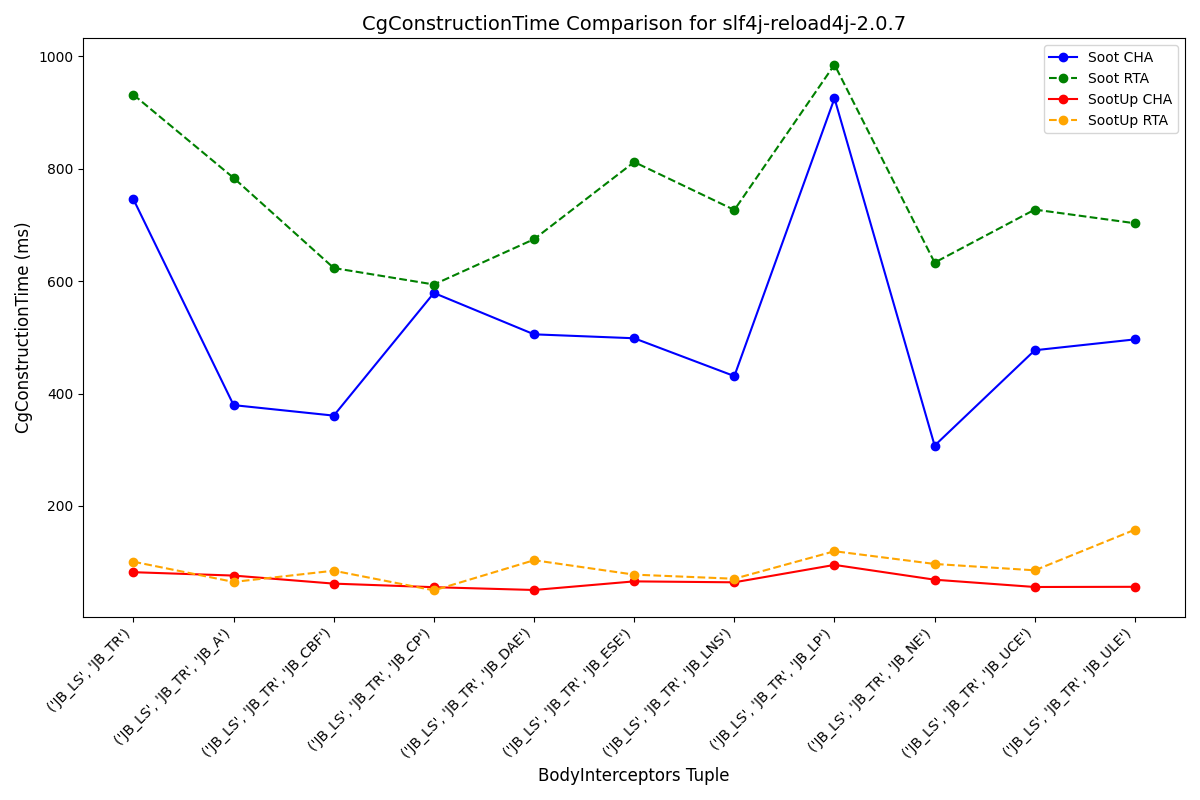 CgConstructionTime Comparison for slf4j-reload4j-2.0.7
Soot CHA
Soot RTA
SootUp CHA
SootUp RTA
CgConstructionTime (ms)
1000
800
600
400
200
('JB_LS', 'JB_TR')
('JB_LS', 'JB_TR', 'JB_A')
('JB_LS', 'JB_TR', 'JB_CBF')
('JB_LS', 'JB_TR', 'JB_CP')
('JB_LS', 'JB_TR', 'JB_DAE')
('JB_LS', 'JB_TR', 'JB_ESE')
('JB_LS', 'JB_TR', 'JB_LNS')
('JB_LS', 'JB_TR', 'JB_LP')
('JB_LS', 'JB_TR', 'JB_NE')
('JB_LS', 'JB_TR', 'JB_UCE')
('JB_LS', 'JB_TR', 'JB_ULE')
BodyInterceptors Tuple